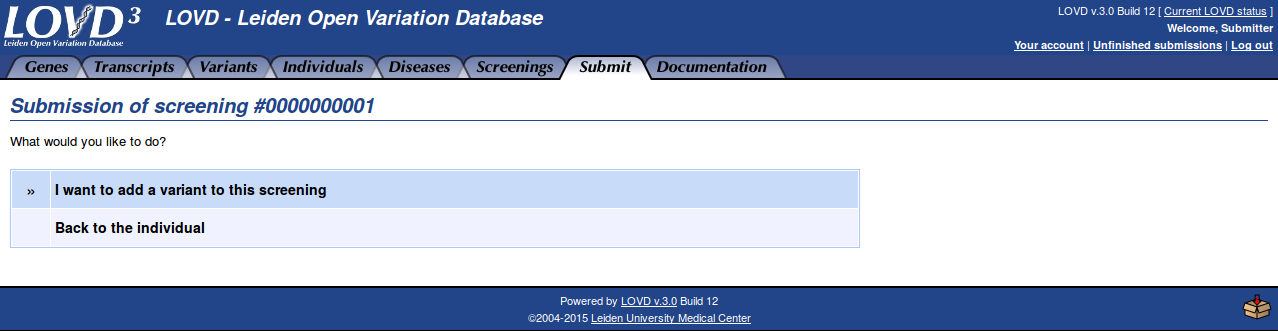 LOVD 3
Leiden Open Variation Database
LOVD - Leiden Open Variation Database
LOVD v.3.0 Build 12 [ Current LOVD status ]
Welcome, Submitter
Your account | Unfinished submissions | Log out
Genes Transcripts Variants Individuals Diseases Screenings Submit Documentation
Submission of screening #0000000001
What would you like to do?
» I want to add a variant to this screening
Back to the individual
Powered by LOVD v.3.0 Build 12
©2004-2015 Leiden University Medical Center